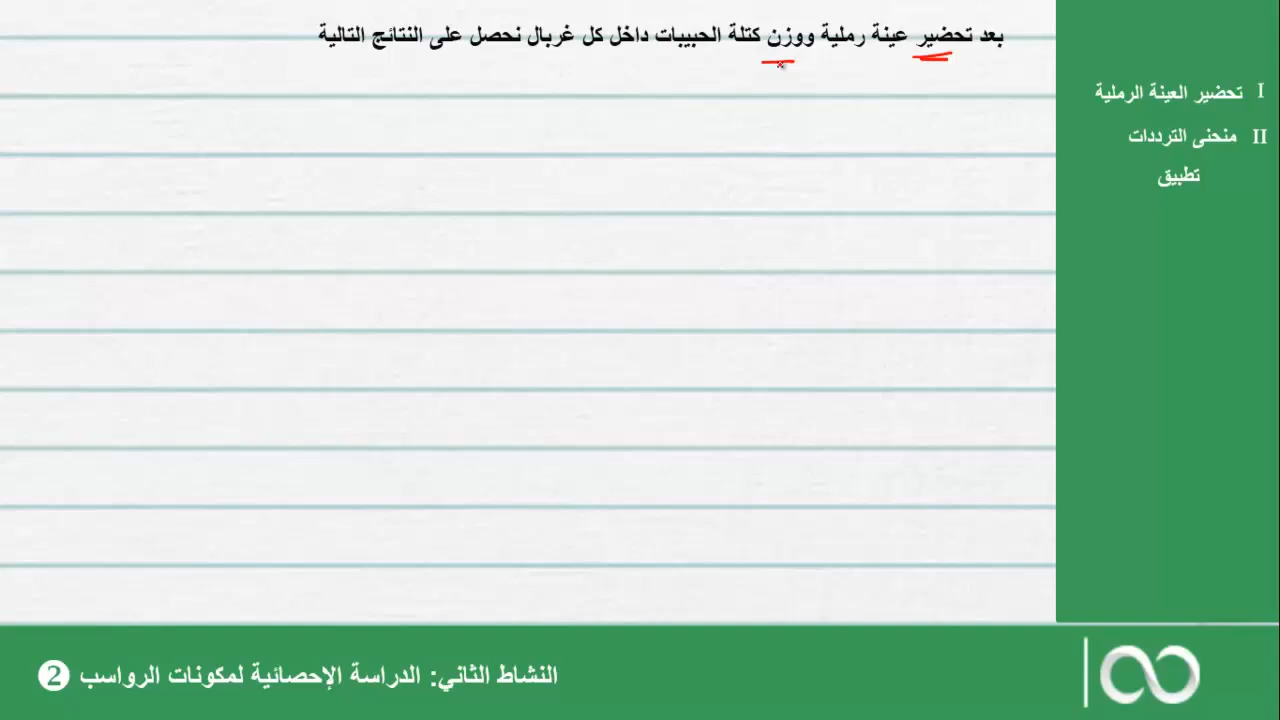 بعد تحضير عينة رملية ووزن كتلة الحبيبات داخل كل غربال نحصل على النتائج التالية
I تحضير العينة الرملية
II منحنى الترددات
تطبيق
النشاط الثاني: الدراسة الإحصائية لمكونات الرواسب 2